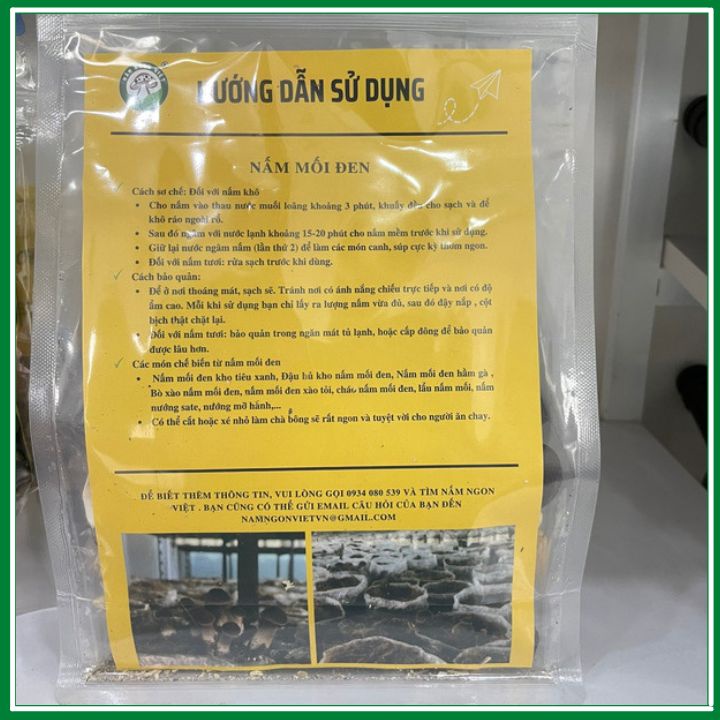 HƯỚNG DẪN SỬ DỤNG
NẤM MỐI ĐEN
Cách sơ chế: Đối với nấm khô
Cho nấm vào thau nước muối loãng khoảng 3 phút, khuấy đều cho sạch và để
khô ráo ngoài rổ.
Sau đó ngâm với nước lạnh khoảng 15-20 phút cho nấm mềm trước khi sử dụng.
Giữ lại nước ngâm nấm (lần thứ 2) để làm các món canh, súp cực kỳ thơm ngon.
Đối với nấm tươi: rửa sạch trước khi dùng.
Cách bảo quản:
Để ở nơi thoáng mát, sạch sẽ. Tránh nơi có ánh nắng chiếu trực tiếp và nơi có độ
ẩm cao. Mỗi khi sử dụng bạn chỉ lấy ra lượng nấm vừa đủ, sau đó đậy nắp , cột
bịch thật chặt lại.
Đối với nấm tươi: bảo quản trong ngăn mát tủ lạnh, hoặc cấp đông để bảo quản
được lâu hơn.
Các món chế biến từ nấm mối đen
Nấm mối đen kho tiêu xanh, Đậu hủ kho nấm mối đen, Nấm mối đen hầm gà ,
Bò xào nấm mối đen, nấm mối đen xào tỏi, cháo nấm mối đen, lẩu nấm mối, nấm
nướng sate, nướng mỡ hành,...
Có thể cắt hoặc xé nhỏ làm chà bông sẽ rất ngon và tuyệt vời cho người ăn chay.
ĐỂ BIẾT THÊM THÔNG TIN, VUI LÒNG GỌI 0934 080 539 VÀ TÌM NẤM NGON
VIỆT . BẠN CŨNG CÓ THỂ GỬI EMAIL CÂU HỎI CỦA BẠN ĐẾN
NAMNGONVIETVN@GMAIL.COM